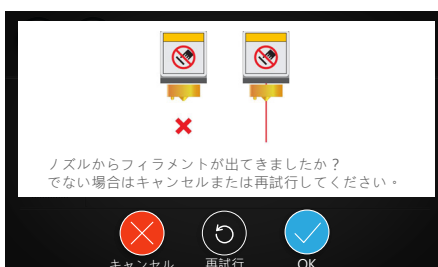 ノズルからフィラメントが出てきましたか？
でない場合はキャンセルまたは再試行してください。
キャンセル
再試行
OK